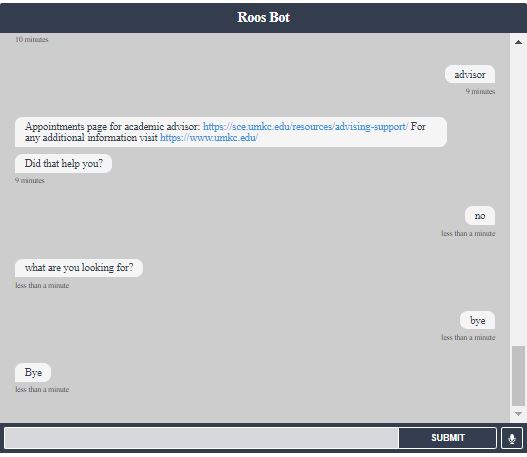 Roos Bot
10 minutes
advisor
9 minutes
Appointments page for academic advisor: https://sce.umkc.edu/resources/advising-support/ For
any additional information visit https://www.umkc.edu/
Did that help you?
9 minutes
no
less than a minute
what are you looking for?
less than a minute
bye
less than a minute
Bye
less than a minute
SUBMIT